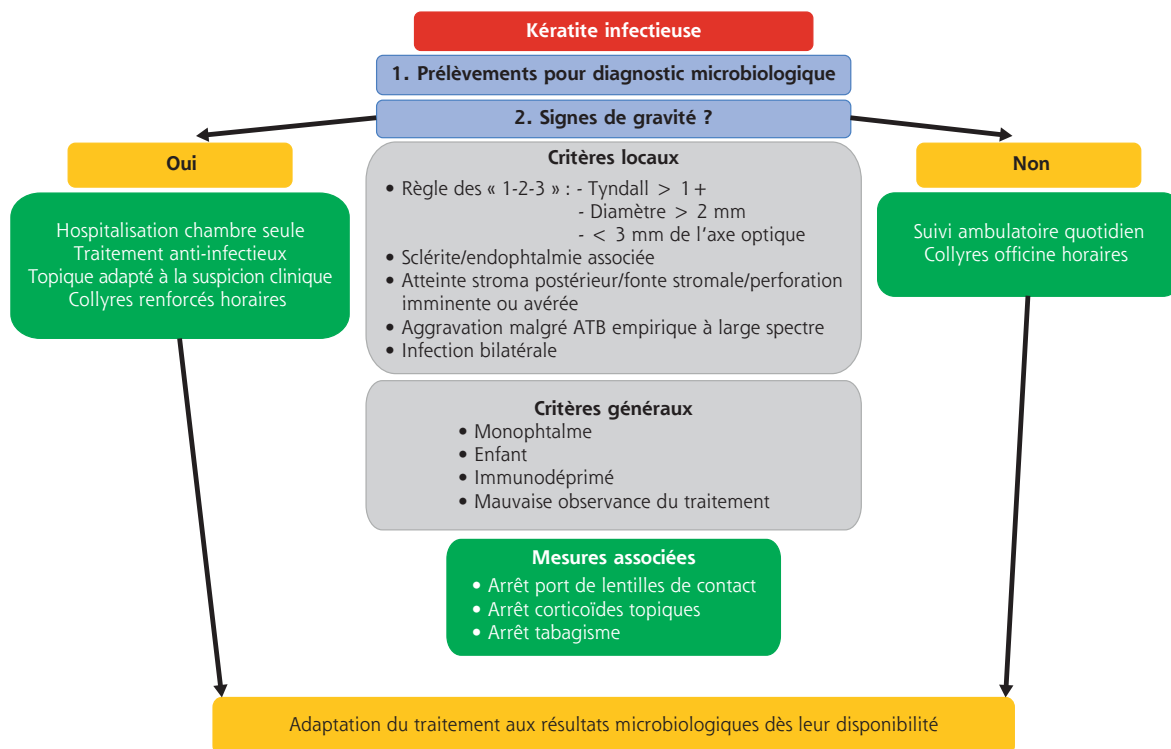 Kératite infectieuse
1. Prélèvements pour diagnostic microbiologique
2. Signes de gravité ?
Oui
Hospitalisation chambre seule
Traitement anti-infectieux
Topique adapté à la suspicion clinique
Collyres renforcés horaires
Critères locaux
• Règle des « 1-2-3 » : - Tyndall > 1+
- Diamètre > 2 mm
- < 3 mm de l'axe optique
• Sclérite/endophtalmie associée
• Atteinte stroma postérieur/fonte stromale/perforation
imminente ou avérée
• Aggravation malgré ATB empirique à large spectre
• Infection bilatérale
Non
Suivi ambulatoire quotidien
Collyres officine horaires
Critères généraux
• Monophtalme
• Enfant
• Immunodéprimé
• Mauvaise observance du traitement
Mesures associées
• Arrêt port de lentilles de contact
• Arrêt corticoïdes topiques
• Arrêt tabagisme
Adaptation du traitement aux résultats microbiologiques dès leur disponibilité